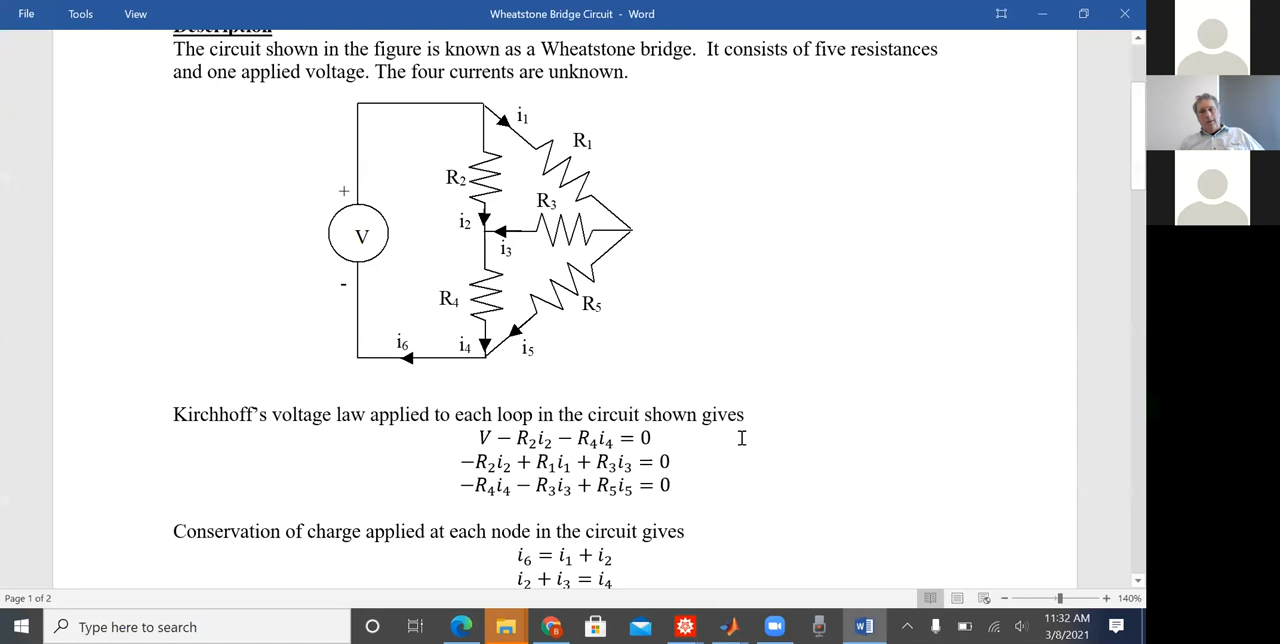 File Tools View Wheatstone Bridge Circuit - Word
Description
The circuit shown in the figure is known as a Wheatstone bridge. It consists of five resistances
and one applied voltage. The four currents are unknown.
i₁
R₁
R₂
R₃
+
i₂
V
i₃
-
R₄
R₅
i₆
i₄
i₅
Kirchhoff's voltage law applied to each loop in the circuit shown gives
V − R₂i₂ − R₄i₄ = 0
−R₂i₂ + R₁i₁ + R₃i₃ = 0
−R₄i₄ − R₃i₃ + R₅i₅ = 0
Conservation of charge applied at each node in the circuit gives
i₆ = i₁ + i₂
i₂ + i₃ = i₄
Page 1 of 2
140%
Type here to search
11:32 AM
3/8/2021